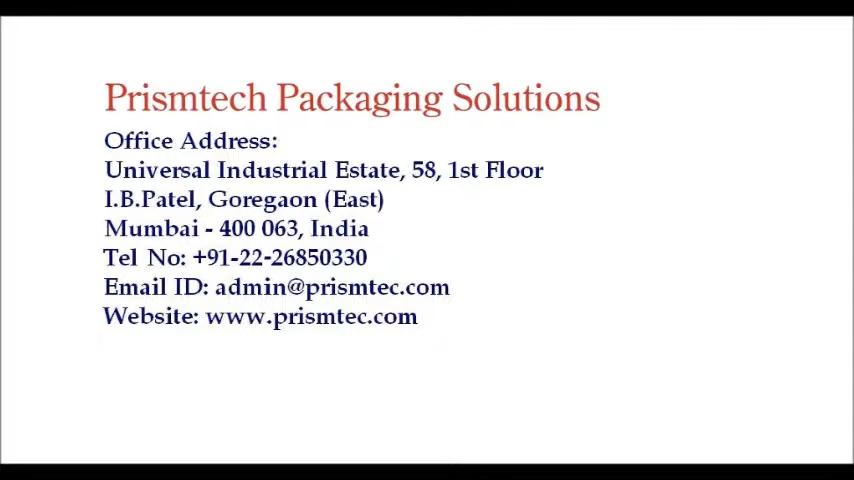 Prismtech Packaging Solutions
Office Address:
Universal Industrial Estate, 58, 1st Floor
I.B.Patel, Goregaon (East)
Mumbai - 400 063, India
Tel No: +91-22-26850330
Email ID: admin@prismtec.com
Website: www.prismtec.com